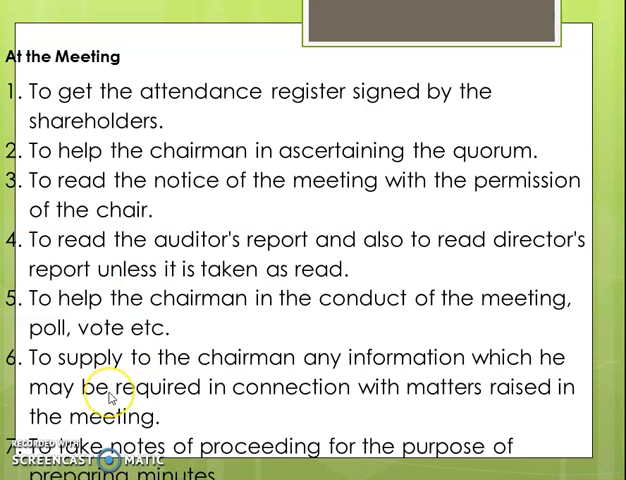 At the Meeting
1. To get the attendance register signed by the
shareholders.
2. To help the chairman in ascertaining the quorum.
3. To read the notice of the meeting with the permission
of the chair.
4. To read the auditor's report and also to read director's
report unless it is taken as read.
5. To help the chairman in the conduct of the meeting,
poll, vote etc.
6. To supply to the chairman any information which he
may be required in connection with matters raised in
the meeting.
7. To take notes of proceeding for the purpose of
preparing minutes
RECORDED WITH
SCREENCAST MATIC